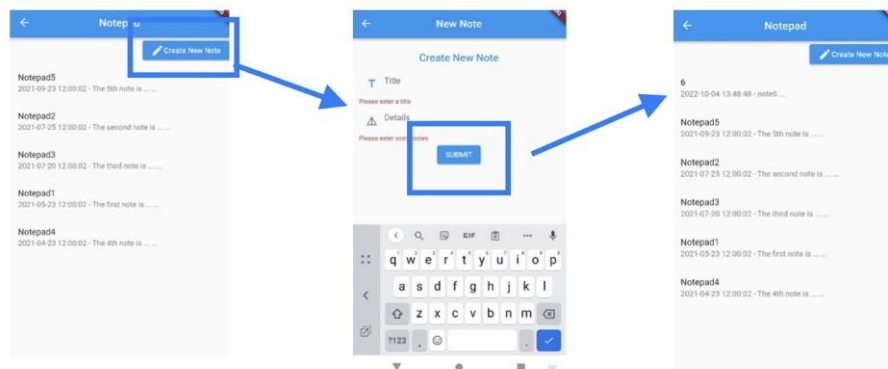 Notep d
Create New Note
Notepad5
2021-09-23 12:00:02 - The 5th note is ... ...
Notepad2
2021-07-25 12:00:02 - The second note is ... ...
Notepad3
2021-07-20 12:00:02 - The third note is ... ...
Notepad1
2021-05-23 12:00:02 - The first note is ... ...
Notepad4
2021-04-23 12:00:02 - The 4th note is ... ...
New Note
Create New Note
Title
Please enter a title
Details
Please enter notes
SUBMIT
GIF
q w e r t y u i o p
a s d f g h j k l
z x c v b n m
?123 , .
Notepad
Create New Note
6
2022-10-04 13:48:48 - note6 ...
Notepad5
2021-09-23 12:00:02 - The 5th note is ... ...
Notepad2
2021-07-25 12:00:02 - The second note is ... ...
Notepad3
2021-07-20 12:00:02 - The third note is ... ...
Notepad1
2021-05-23 12:00:02 - The first note is ... ...
Notepad4
2021-04-23 12:00:02 - The 4th note is ... ...